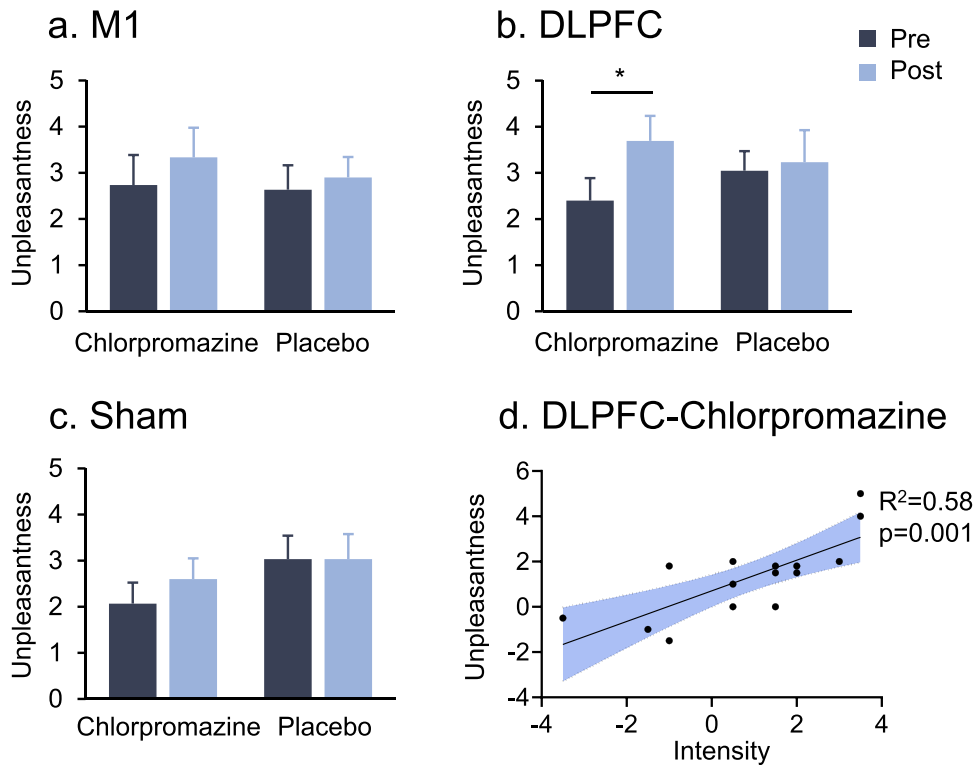 a. M1
b. DLPFC
Pre
Post
Unpleasantness
5
4
3
2
1
0
Chlorpromazine Placebo
Unpleasantness
5
4
3
2
1
0
*
Chlorpromazine Placebo
c. Sham
Unpleasantness
5
4
3
2
1
0
Chlorpromazine Placebo
d. DLPFC-Chlorpromazine
Unpleasantness
6
4
2
0
-2
-4
R²=0.58
p=0.001
-4 -2 0 2 4
Intensity